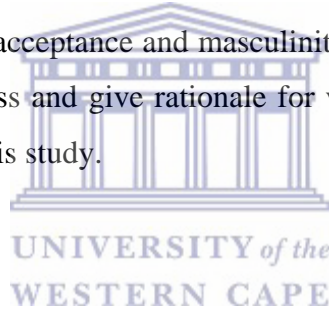 acceptance and masculinit
ss and give rationale for
is study.
UNIVERSITY of the
WESTERN CAPE